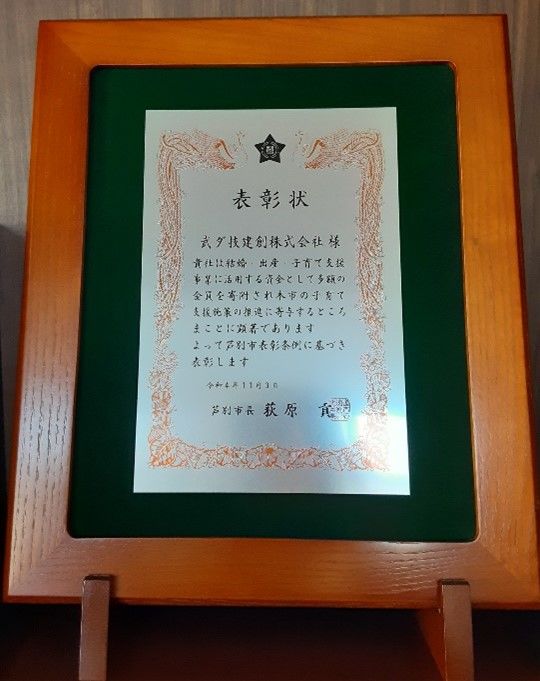 表彰状
武ダ技建創株式会社 様
貴社は結婚・出産・子育て支援
事業に活用する資金として多額の
金員を寄附され本市の子育て
支援施策の推進に寄与するところ
まことに顕著であります
よって芦別市表彰条例に基づき
表彰します
令和4年11月3日
芦別市長 荻原 貢